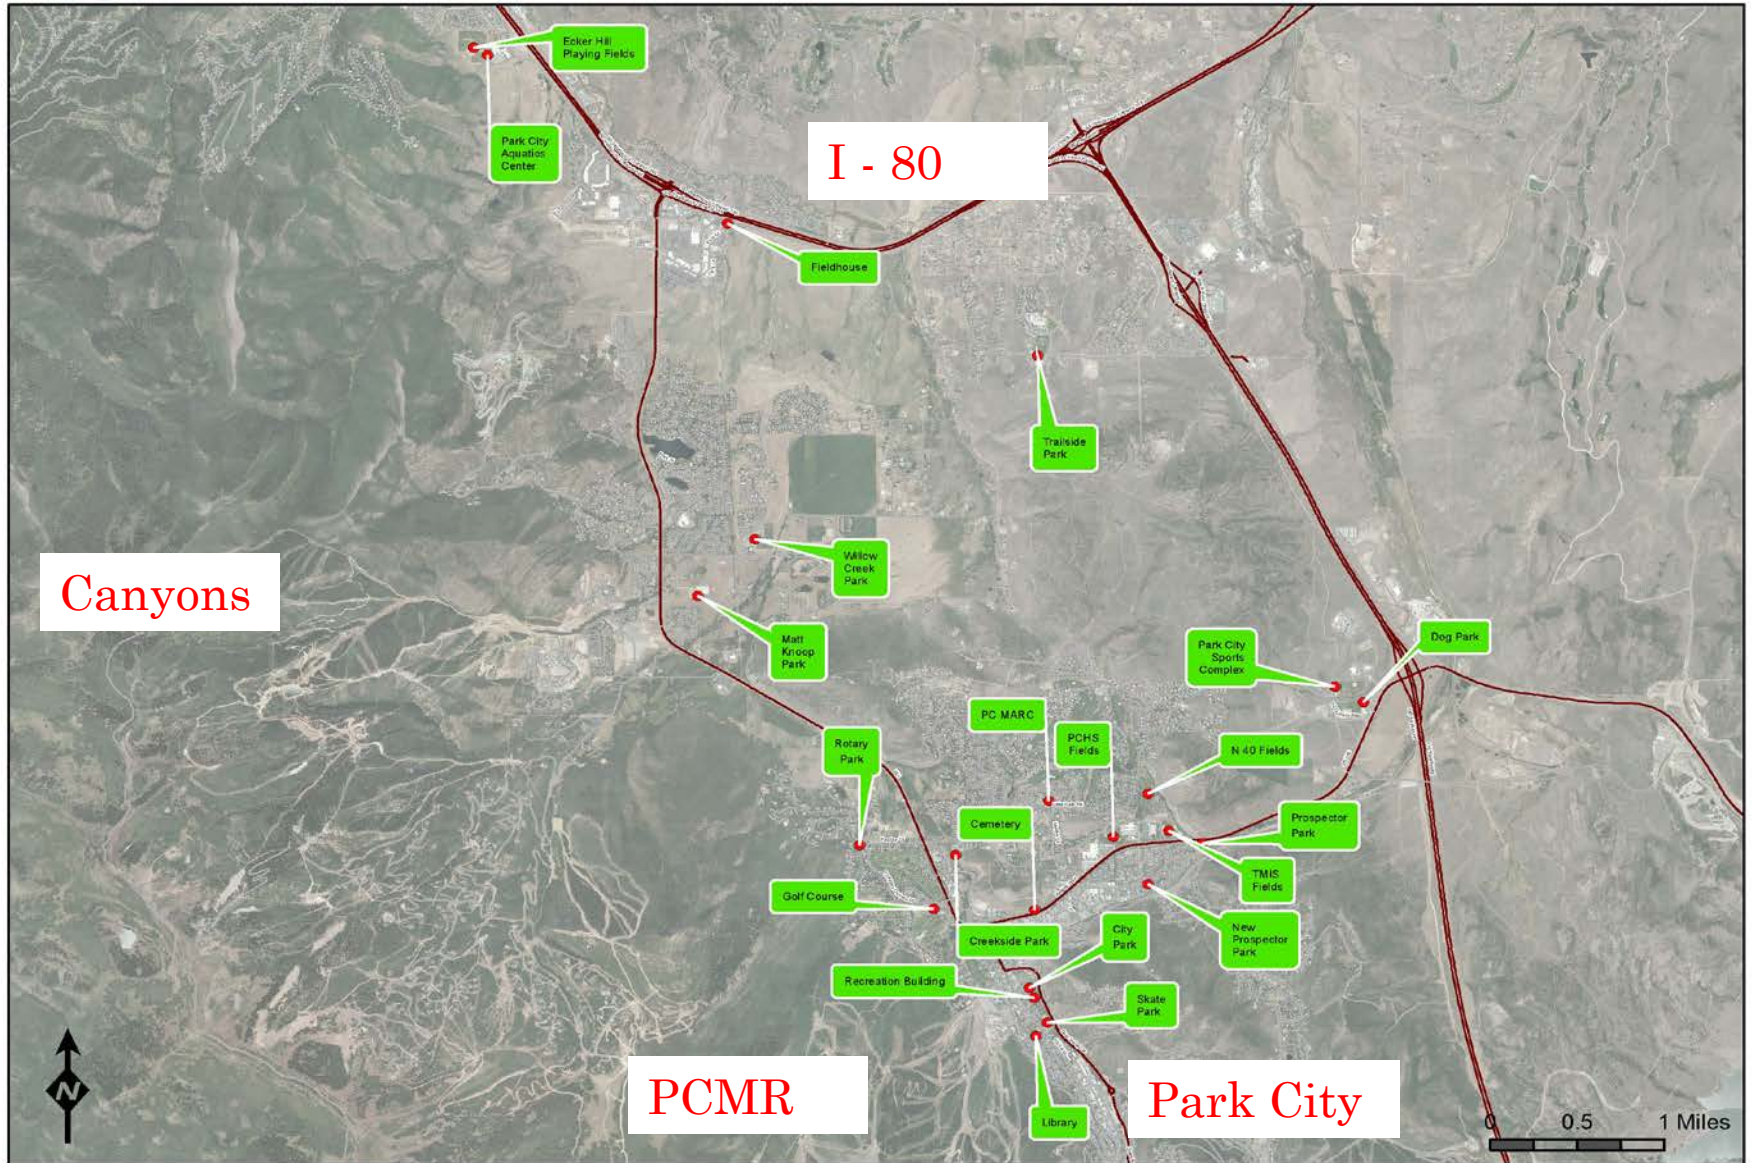 Ecker Hill
Playing Fields
Park City
Aquatics
Center
I - 80
Fieldhouse
Trailside
Park
Willow
Creek
Park
Canyons
Matt
Knoop
Park
Park City
Sports
Complex
Dog Park
PC MARC
PCHS
Fields
Rotary
Park
N 40 Fields
Cemetery
Prospector
Park
TMIS
Fields
Golf Course
Creekside Park
City
Park
New
Prospector
Park
Recreation Building
Skate
Park
N
PCMR
Library
Park City
0 0.5 1 Miles